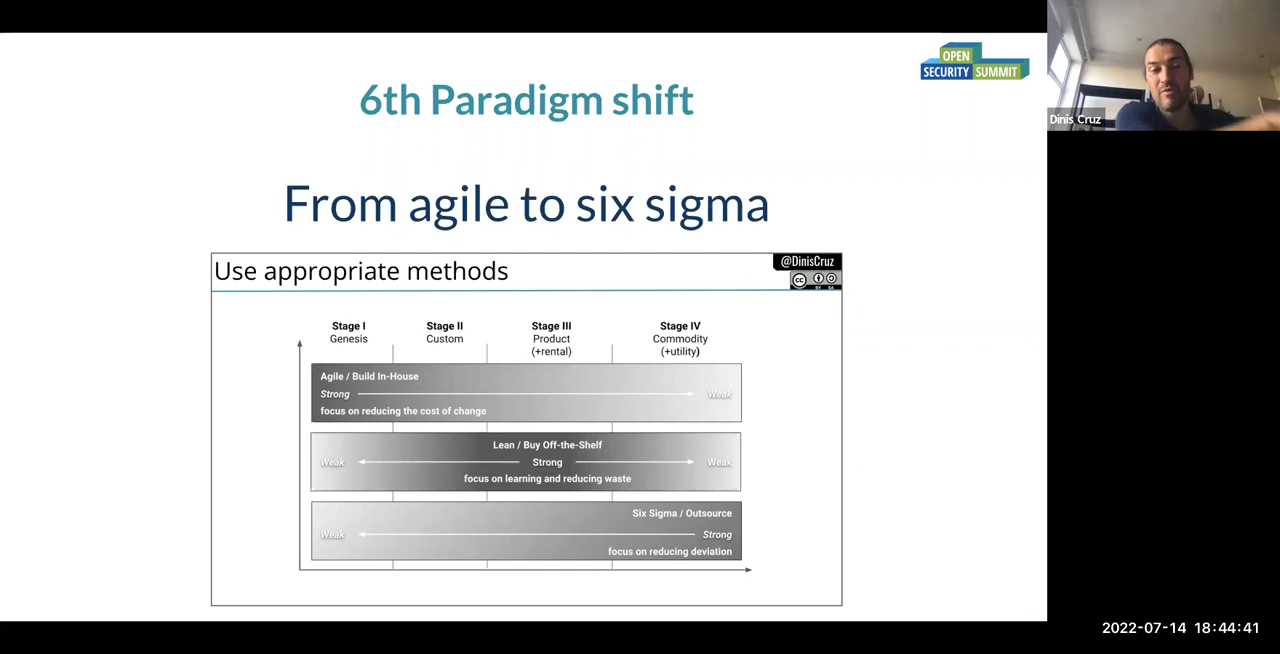 6th Paradigm shift
OPEN
SECURITY SUMMIT
Dinis Cruz
From agile to six sigma
Use appropriate methods
@DinisCruz
cc
BY SA
Stage I
Genesis
Stage II
Custom
Stage III
Product
(+rental)
Stage IV
Commodity
(+utility)
Agile / Build In-House
Strong
Weak
focus on reducing the cost of change
Lean / Buy Off-the-Shelf
Weak
Strong
Weak
focus on learning and reducing waste
Six Sigma / Outsource
Weak
Strong
focus on reducing deviation
2022-07-14 18:44:41